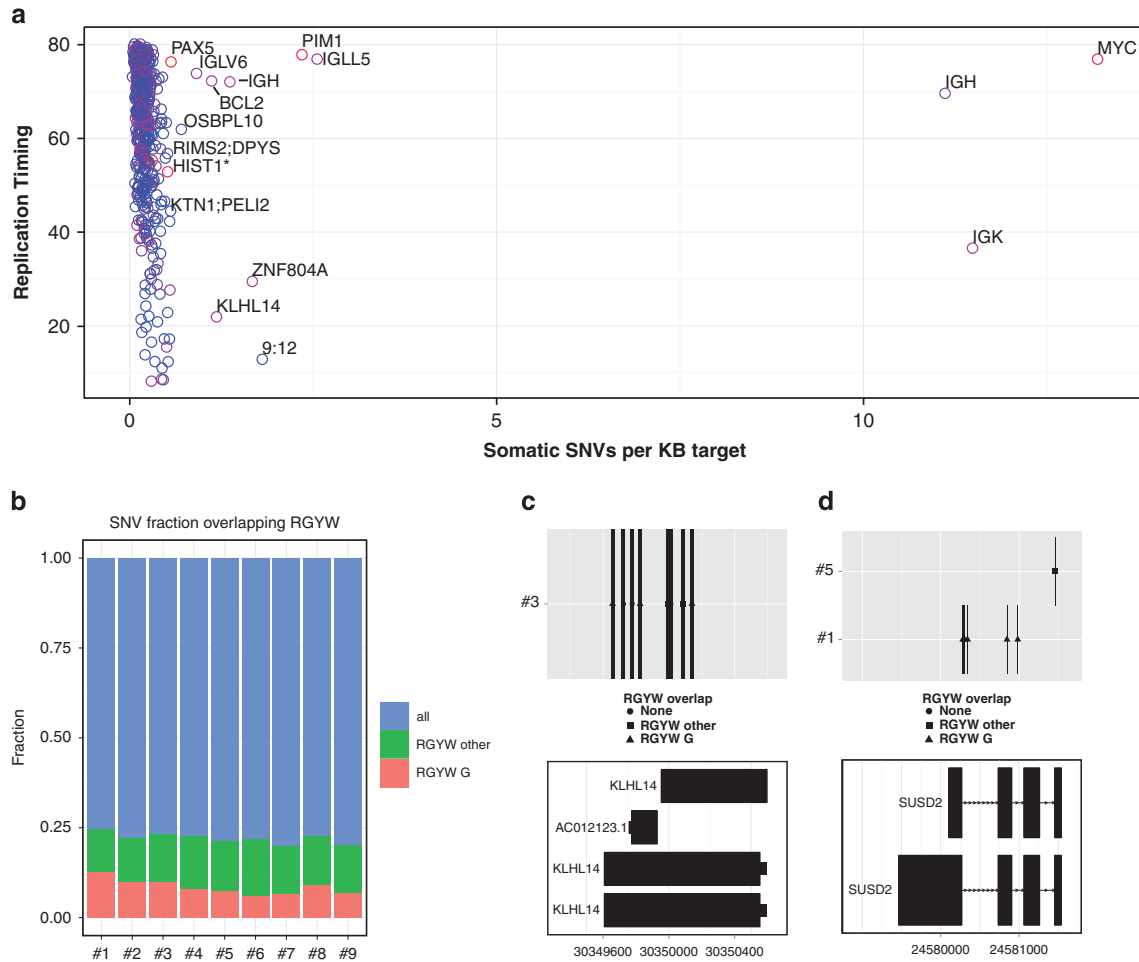 a
80
60
40
20
Replication Timing
PAX5
PIM1
IGLL5
MYC
IGLV6
–IGH
BCL2
IGH
OSBPL10
RIMS2;DPYS
HIST1*
KTN1;PELI2
IGK
ZNF804A
KLHL14
9:12
0
5
10
Somatic SNVs per KB target
b
SNV fraction overlapping RGYW
1.00
0.75
0.50
0.25
0.00
Fraction
#1 #2 #3 #4 #5 #6 #7 #8 #9
all
RGYW other
RGYW G
c
#3
RGYW overlap
None
RGYW other
RGYW G
KLHL14
AC012123.1
KLHL14
KLHL14
30349600 30350000 30350400
d
#5
#1
RGYW overlap
None
RGYW other
RGYW G
SUSD2
SUSD2
24580000 24581000